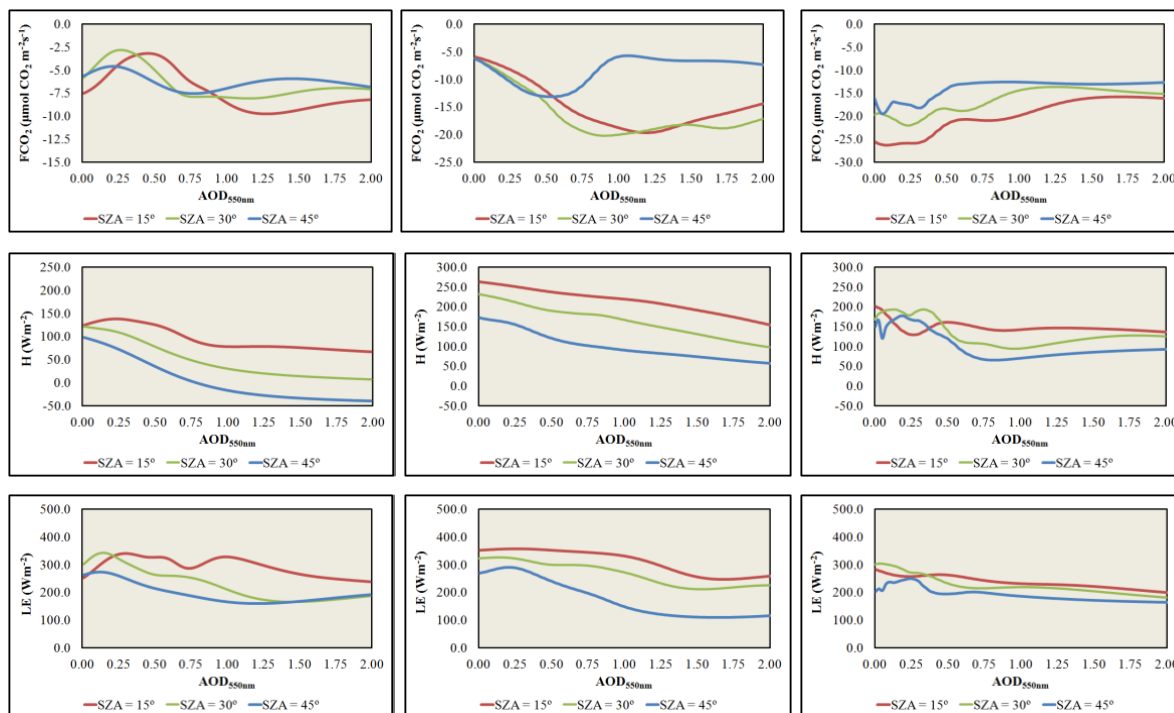 FCO₂ (µmol CO₂ m⁻²s⁻¹)
0.0
-2.5
-5.0
-7.5
-10.0
-12.5
-15.0
0.00 0.25 0.50 0.75 1.00 1.25 1.50 1.75 2.00
AOD₅₅₀ₙₘ
SZA = 15º SZA = 30º SZA = 45º
FCO₂ (µmol CO₂ m⁻²s⁻¹)
0.0
-5.0
-10.0
-15.0
-20.0
-25.0
0.00 0.25 0.50 0.75 1.00 1.25 1.50 1.75 2.00
AOD₅₅₀ₙₘ
SZA = 15º SZA = 30º SZA = 45º
FCO₂ (µmol CO₂ m⁻²s⁻¹)
0.0
-5.0
-10.0
-15.0
-20.0
-25.0
-30.0
0.00 0.25 0.50 0.75 1.00 1.25 1.50 1.75 2.00
AOD₅₅₀ₙₘ
SZA = 15º SZA = 30º SZA = 45º
H (Wm⁻²)
250.0
200.0
150.0
100.0
50.0
0.0
-50.0
0.00 0.25 0.50 0.75 1.00 1.25 1.50 1.75 2.00
AOD₅₅₀ₙₘ
SZA = 15º SZA = 30º SZA = 45º
H (Wm⁻²)
300.0
250.0
200.0
150.0
100.0
50.0
0.0
-50.0
0.00 0.25 0.50 0.75 1.00 1.25 1.50 1.75 2.00
AOD₅₅₀ₙₘ
SZA = 15º SZA = 30º SZA = 45º
H (Wm⁻²)
300.0
250.0
200.0
150.0
100.0
50.0
0.0
-50.0
0.00 0.25 0.50 0.75 1.00 1.25 1.50 1.75 2.00
AOD₅₅₀ₙₘ
SZA = 15º SZA = 30º SZA = 45º
LE (Wm⁻²)
500.0
400.0
300.0
200.0
100.0
0.0
0.00 0.25 0.50 0.75 1.00 1.25 1.50 1.75 2.00
AOD₅₅₀ₙₘ
SZA = 15º SZA = 30º SZA = 45º
LE (Wm⁻²)
500.0
400.0
300.0
200.0
100.0
0.0
0.00 0.25 0.50 0.75 1.00 1.25 1.50 1.75 2.00
AOD₅₅₀ₙₘ
SZA = 15º SZA = 30º SZA = 45º
LE (Wm⁻²)
500.0
400.0
300.0
200.0
100.0
0.0
0.00 0.25 0.50 0.75 1.00 1.25 1.50 1.75 2.00
AOD₅₅₀ₙₘ
SZA = 15º SZA = 30º SZA = 45º